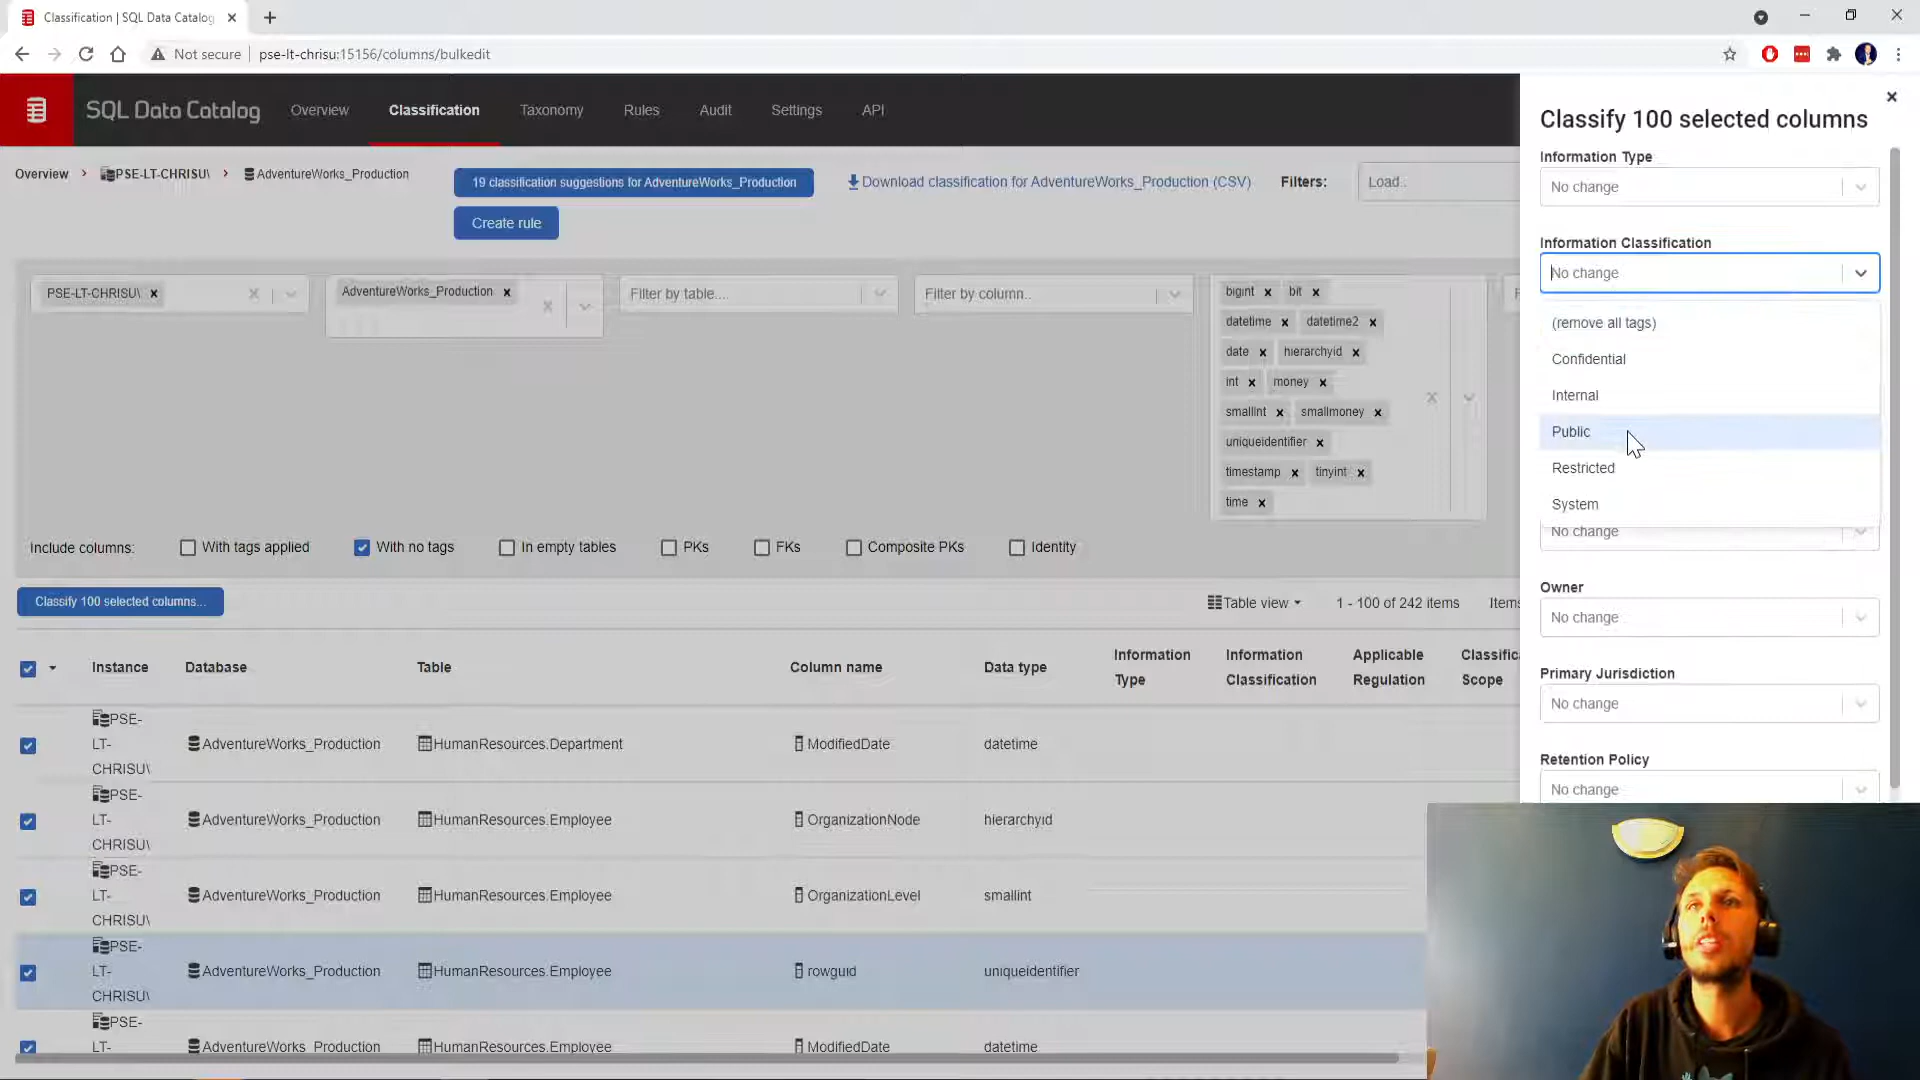 Classification | SQL Data Catalog
Not secure
pse-lt-chrisu:15156/columns/bulkedit
SQL Data Catalog
Overview
Classification
Taxonomy
Rules
Audit
Settings
API
Overview
PSE-LT-CHRISU\
AdventureWorks_Production
19 classification suggestions for AdventureWorks_Production
Download classification for AdventureWorks_Production (CSV)
Filters:
Load..
Create rule
PSE-LT-CHRISU\
AdventureWorks_Production
Filter by table....
Filter by column..
bigint
bit
datetime
datetime2
date
hierarchyid
int
money
smallint
smallmoney
uniqueidentifier
timestamp
tinyint
time
Include columns:
With tags applied
With no tags
In empty tables
PKs
FKs
Composite PKs
Identity
Classify 100 selected columns...
Table view
1 - 100 of 242 items
Items
Instance
Database
Table
Column name
Data type
Information Type
Information Classification
Applicable Regulation
Classific
Scope
PSE-
LT-
CHRISU\
AdventureWorks_Production
HumanResources.Department
ModifiedDate
datetime
PSE-
LT-
CHRISU\
AdventureWorks_Production
HumanResources.Employee
OrganizationNode
hierarchyid
PSE-
LT-
CHRISU\
AdventureWorks_Production
HumanResources.Employee
OrganizationLevel
smallint
PSE-
LT-
CHRISU\
AdventureWorks_Production
HumanResources.Employee
rowguid
uniqueidentifier
PSE-
LT-
AdventureWorks_Production
HumanResources.Employee
ModifiedDate
datetime
Classify 100 selected columns
Information Type
No change
Information Classification
No change
(remove all tags)
Confidential
Internal
Public
Restricted
System
No change
Owner
No change
Primary Jurisdiction
No change
Retention Policy
No change